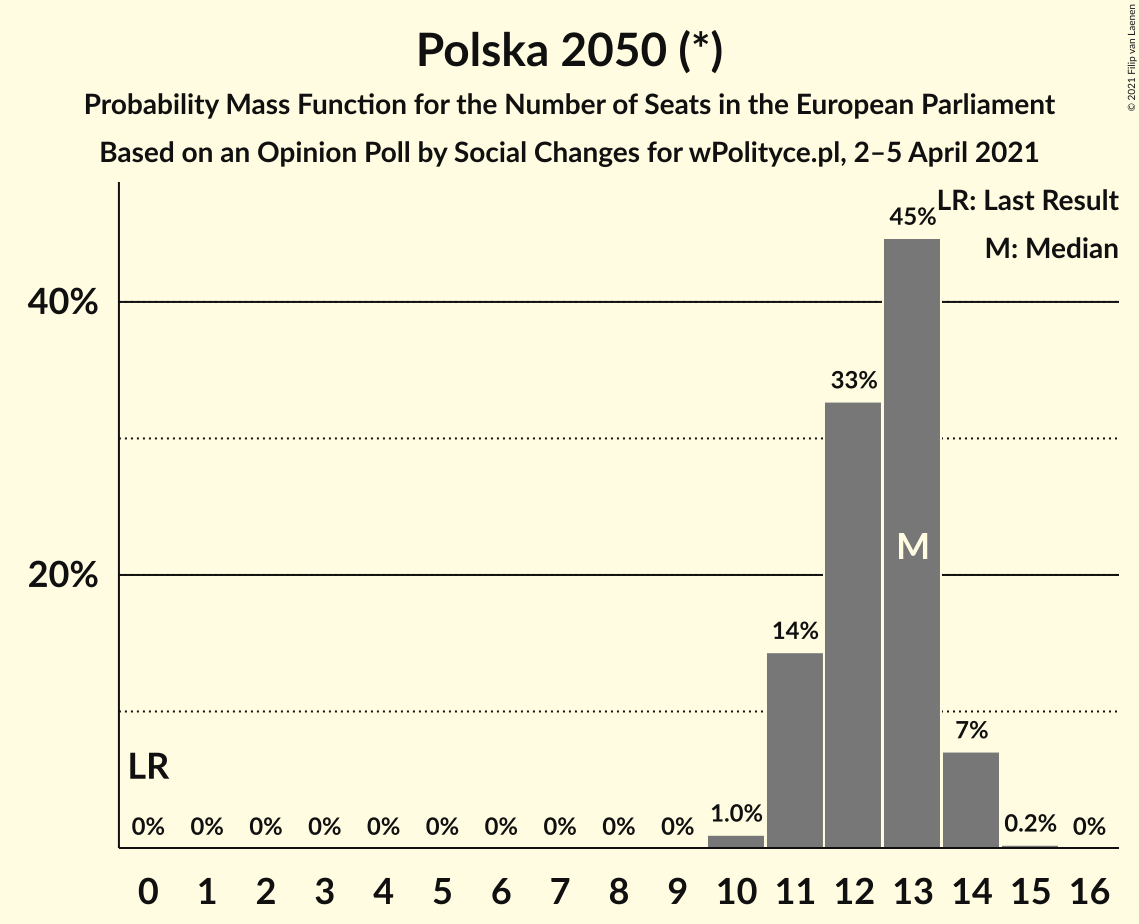 Polska 2050 (*)
Probability Mass Function for the Number of Seats in the European Parliament
Based on an Opinion Poll by Social Changes for wPolityce.pl, 2–5 April 2021
© 2021 Filip van Laenen
LR: Last Result
M: Median
40%
20%
45%
33%
M
14%
7%
LR
0% 0% 0% 0% 0% 0% 0% 0% 0% 0% 1.0% 0.2% 0%
0 1 2 3 4 5 6 7 8 9 10 11 12 13 14 15 16